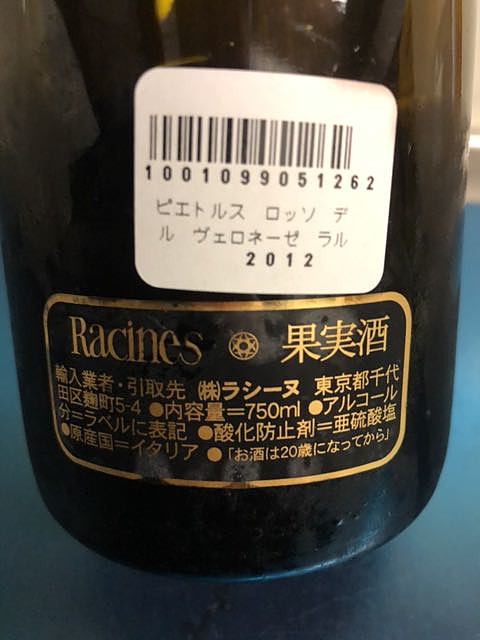 1001099051262
ピエトルス ロッソ デ
ル ヴェロネーゼ ラル
2012
Racines 果実酒
輸入業者・引取先 ㈱ラシーヌ 東京都千代
田区麹町5-4 ●内容量=750ml ●アルコール
分=ラベルに表記 ●酸化防止剤=亜硫酸塩
●原産国=イタリア ●「お酒は20歳になってから」